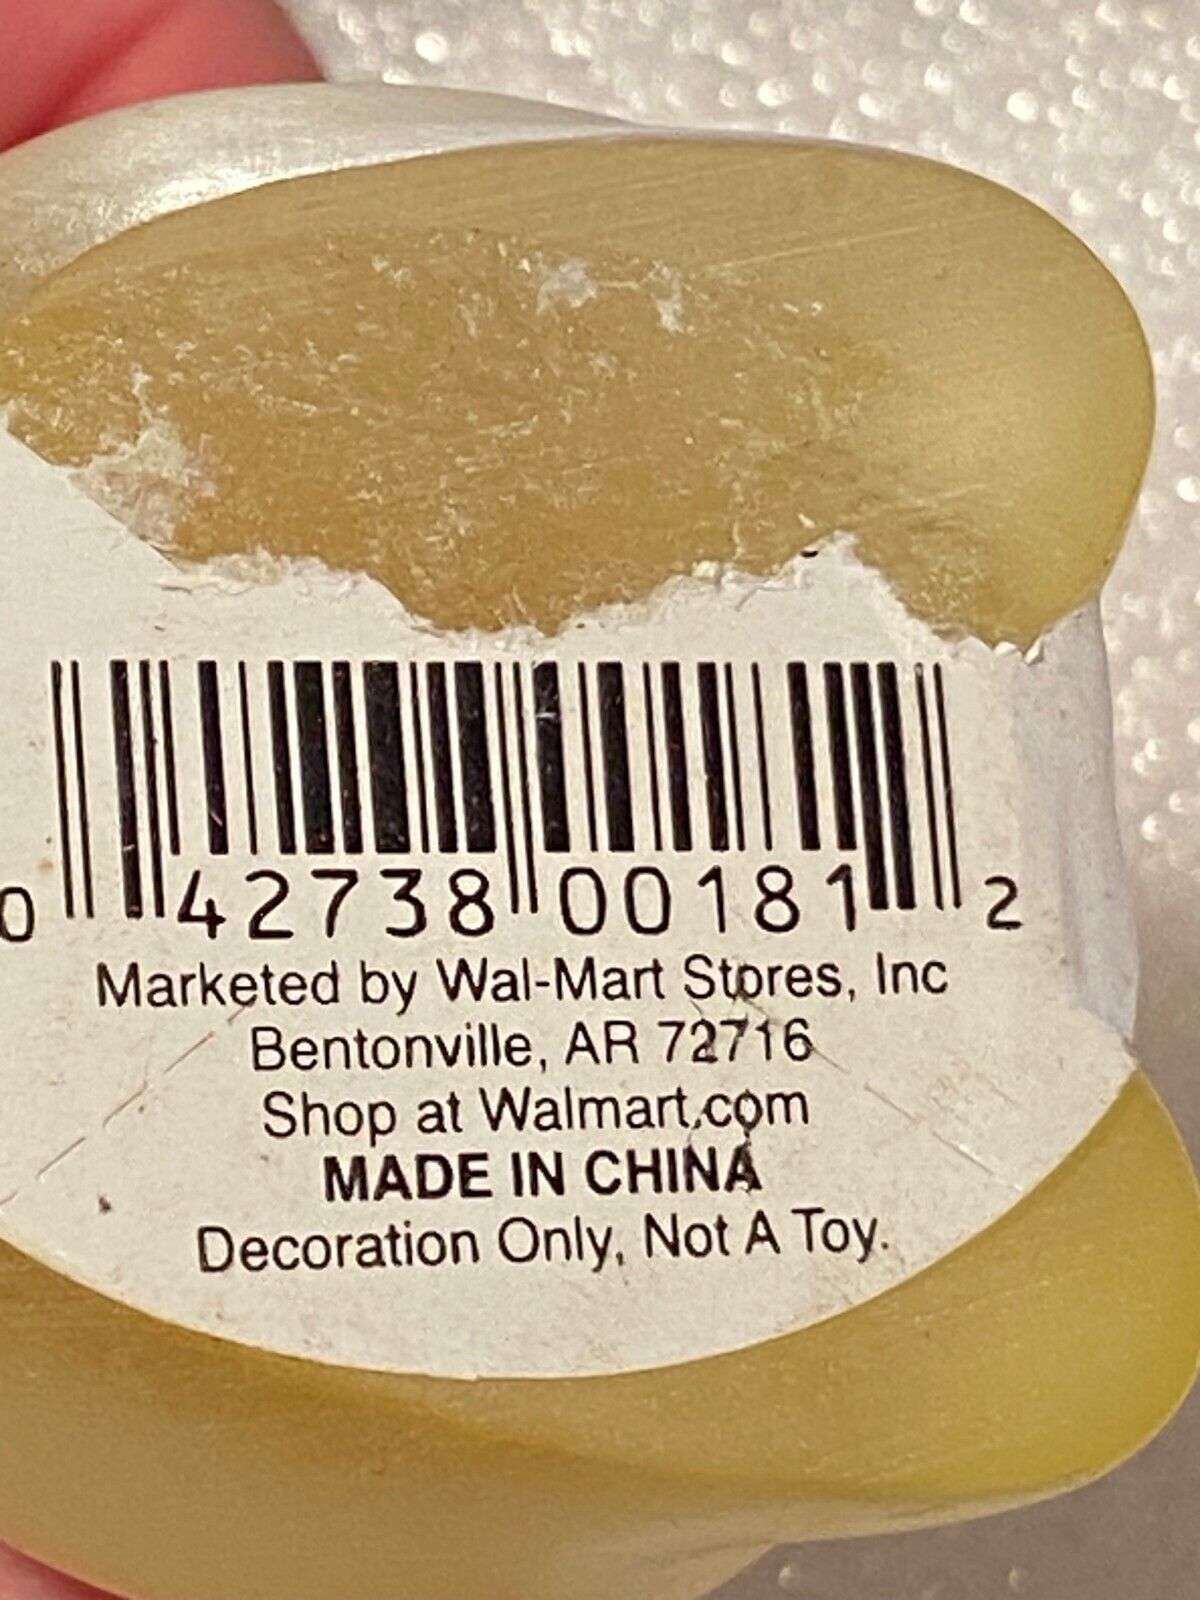 0 42738 00181 2
Marketed by Wal-Mart Stores, Inc
Bentonville, AR 72716
Shop at Walmart.com
MADE IN CHINA
Decoration Only, Not A Toy.